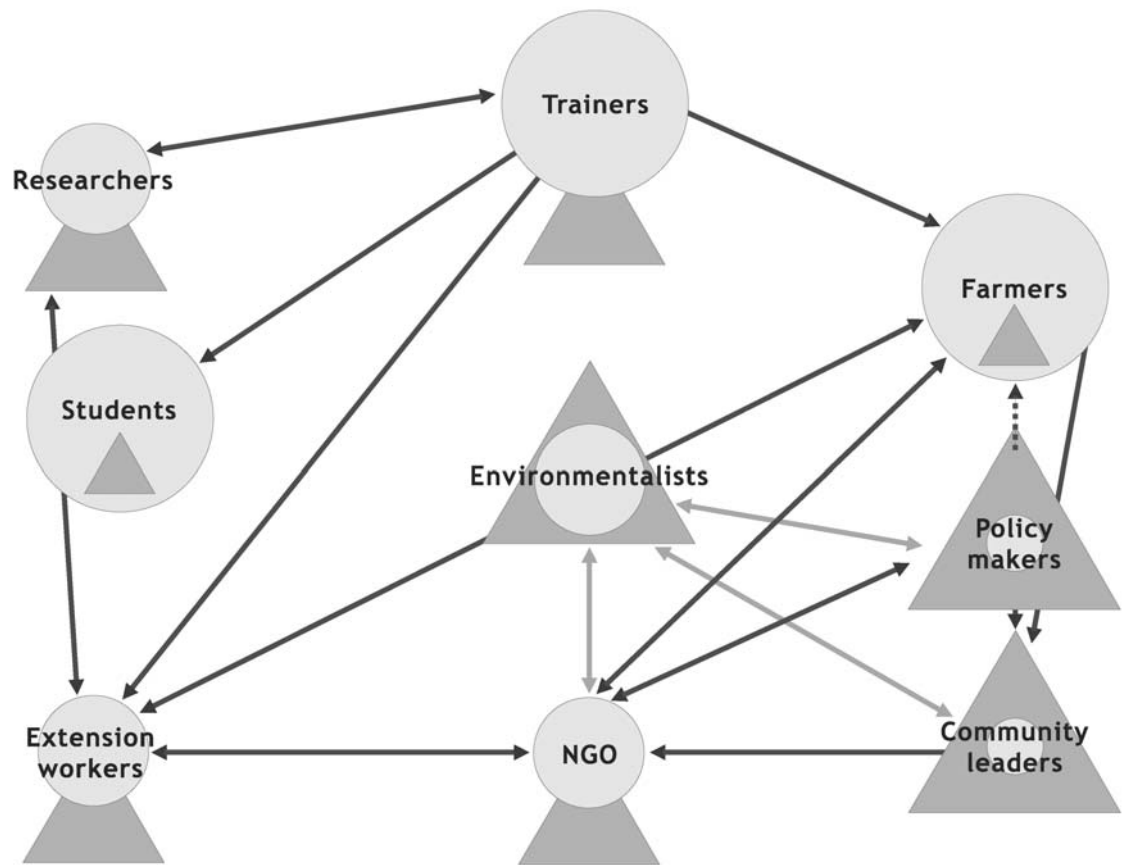 Trainers
Researchers
Farmers
Students
Environmentalists
Policy
makers
Extension
workers
NGO
Community
leaders